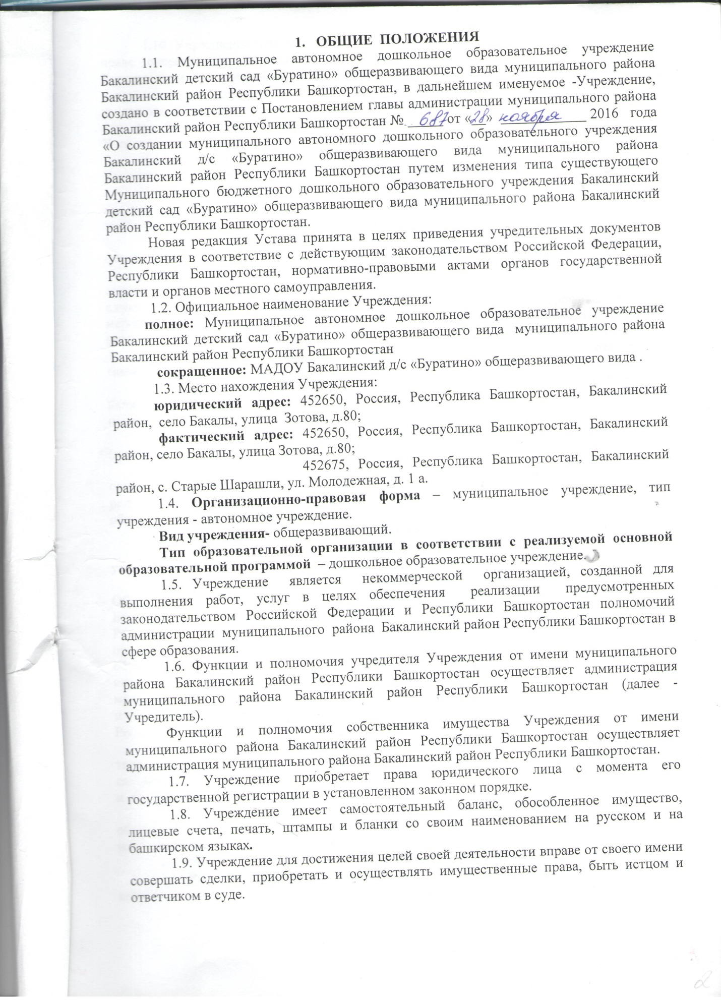 1. ОБЩИЕ ПОЛОЖЕНИЯ
1.1. Муниципальное автономное дошкольное образовательное учреждение
Бакалинский детский сад «Буратино» общеразвивающего вида муниципального района
Бакалинский район Республики Башкортостан, в дальнейшем именуемое -Учреждение,
создано в соответствии с Постановлением главы администрации муниципального района
Бакалинский район Республики Башкортостан № 687 от «28» ноября 2016 года
«О создании муниципального автономного дошкольного образовательного учреждения
Бакалинский д/с «Буратино» общеразвивающего вида муниципального района
Бакалинский район Республики Башкортостан путем изменения типа существующего
Муниципального бюджетного дошкольного образовательного учреждения Бакалинский
детский сад «Буратино» общеразвивающего вида муниципального района Бакалинский
район Республики Башкортостан.
Новая редакция Устава принята в целях приведения учредительных документов
Учреждения в соответствие с действующим законодательством Российской Федерации,
Республики Башкортостан, нормативно-правовыми актами органов государственной
власти и органов местного самоуправления.
1.2. Официальное наименование Учреждения:
полное: Муниципальное автономное дошкольное образовательное учреждение
Бакалинский детский сад «Буратино» общеразвивающего вида муниципального района
Бакалинский район Республики Башкортостан
сокращенное: МАДОУ Бакалинский д/с «Буратино» общеразвивающего вида .
1.3. Место нахождения Учреждения:
юридический адрес: 452650, Россия, Республика Башкортостан, Бакалинский
район, село Бакалы, улица Зотова, д.80;
фактический адрес: 452650, Россия, Республика Башкортостан, Бакалинский
район, село Бакалы, улица Зотова, д.80;
452675, Россия, Республика Башкортостан, Бакалинский
район, с. Старые Шарашли, ул. Молодежная, д. 1 а.
1.4. Организационно-правовая форма – муниципальное учреждение, тип
учреждения - автономное учреждение.
Вид учреждения- общеразвивающий.
Тип образовательной организации в соответствии с реализуемой основной
образовательной программой – дошкольное образовательное учреждение.
1.5. Учреждение является некоммерческой организацией, созданной для
выполнения работ, услуг в целях обеспечения реализации предусмотренных
законодательством Российской Федерации и Республики Башкортостан полномочий
администрации муниципального района Бакалинский район Республики Башкортостан в
сфере образования.
1.6. Функции и полномочия учредителя Учреждения от имени муниципального
района Бакалинский район Республики Башкортостан осуществляет администрация
муниципального района Бакалинский район Республики Башкортостан (далее -
Учредитель).
Функции и полномочия собственника имущества Учреждения от имени
муниципального района Бакалинский район Республики Башкортостан осуществляет
администрация муниципального района Бакалинский район Республики Башкортостан.
1.7. Учреждение приобретает права юридического лица с момента его
государственной регистрации в установленном законном порядке.
1.8. Учреждение имеет самостоятельный баланс, обособленное имущество,
лицевые счета, печать, штампы и бланки со своим наименованием на русском и на
башкирском языках.
1.9. Учреждение для достижения целей своей деятельности вправе от своего имени
совершать сделки, приобретать и осуществлять имущественные права, быть истцом и
ответчиком в суде.
2